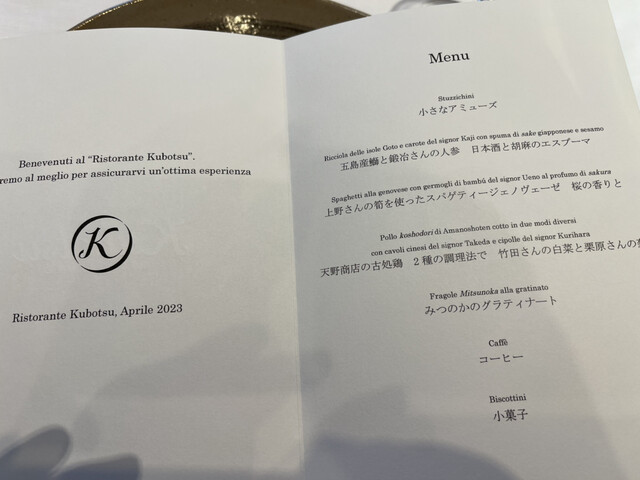 Benevenuti al "Ristorante Kubotsu".
remo al meglio per assicurarvi un'ottima esperienza
K
Ristorante Kubotsu, Aprile 2023
Menu
Stuzzichini
小さなアミューズ
Ricciola delle isole Goto e carote del signor Kaji con spuma di sake giapponese e sesamo
五島産鰤と鍛冶さんの人参 日本酒と胡麻のエスプーマ
Spaghetti alla genovese con germogli di bambú del signor Ueno al profumo di sakura
上野さんの筍を使ったスパゲティージェノヴェーゼ 桜の香りと
Pollo koshodori di Amanoshoten cotto in due modi diversi
con cavoli cinesi del signor Takeda e cipolle del signor Kurihara
天野商店の古処鶏 2種の調理法で 竹田さんの白菜と栗原さんの
Fragole Mitsunoka alla gratinato
みつのかのグラティナート
Caffè
コーヒー
Biscottini
小菓子